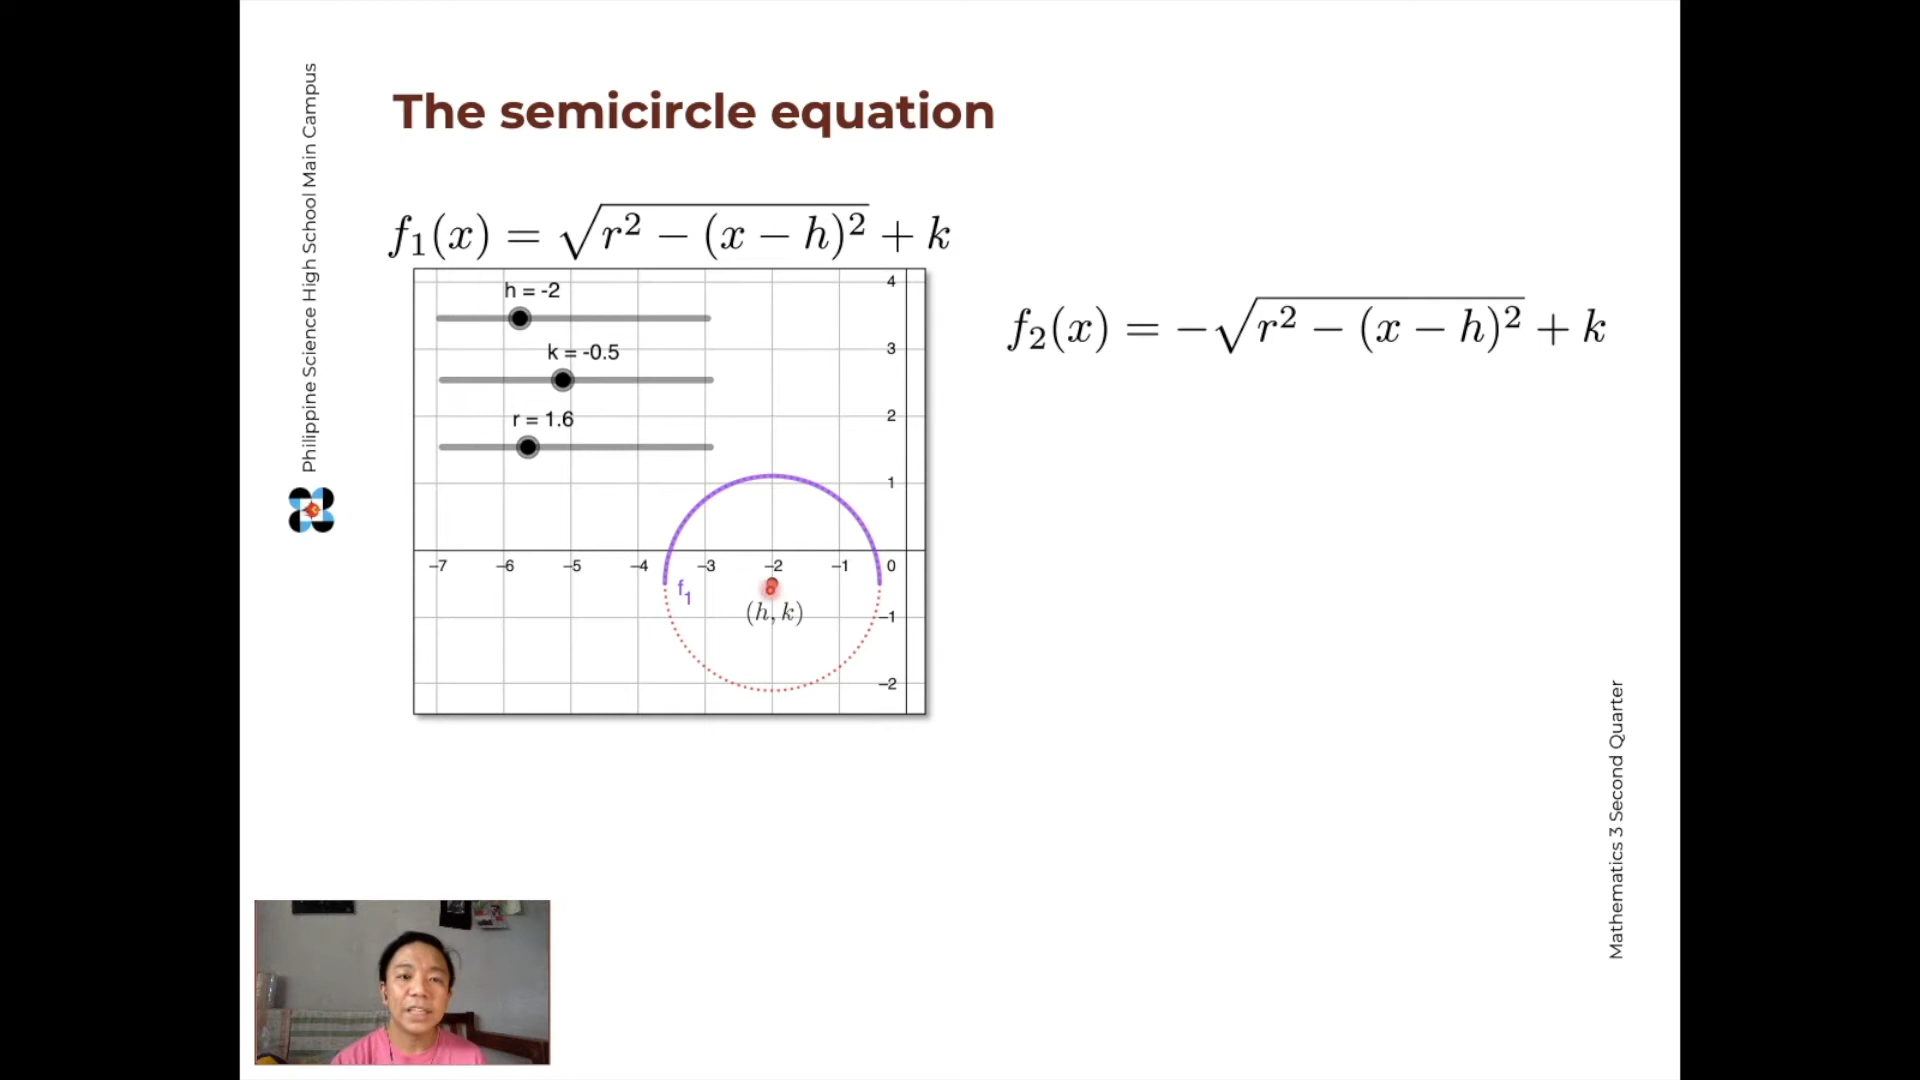 The semicircle equation
f₁(x) = √(r² − (x − h)²) + k
f₂(x) = −√(r² − (x − h)²) + k
h = -2
k = -0.5
r = 1.6
4
3
2
1
–7 –6 –5 –4 –3 –2 –1 0
–1
–2
f₁
(h, k)
Philippine Science High School Main Campus
Mathematics 3 Second Quarter